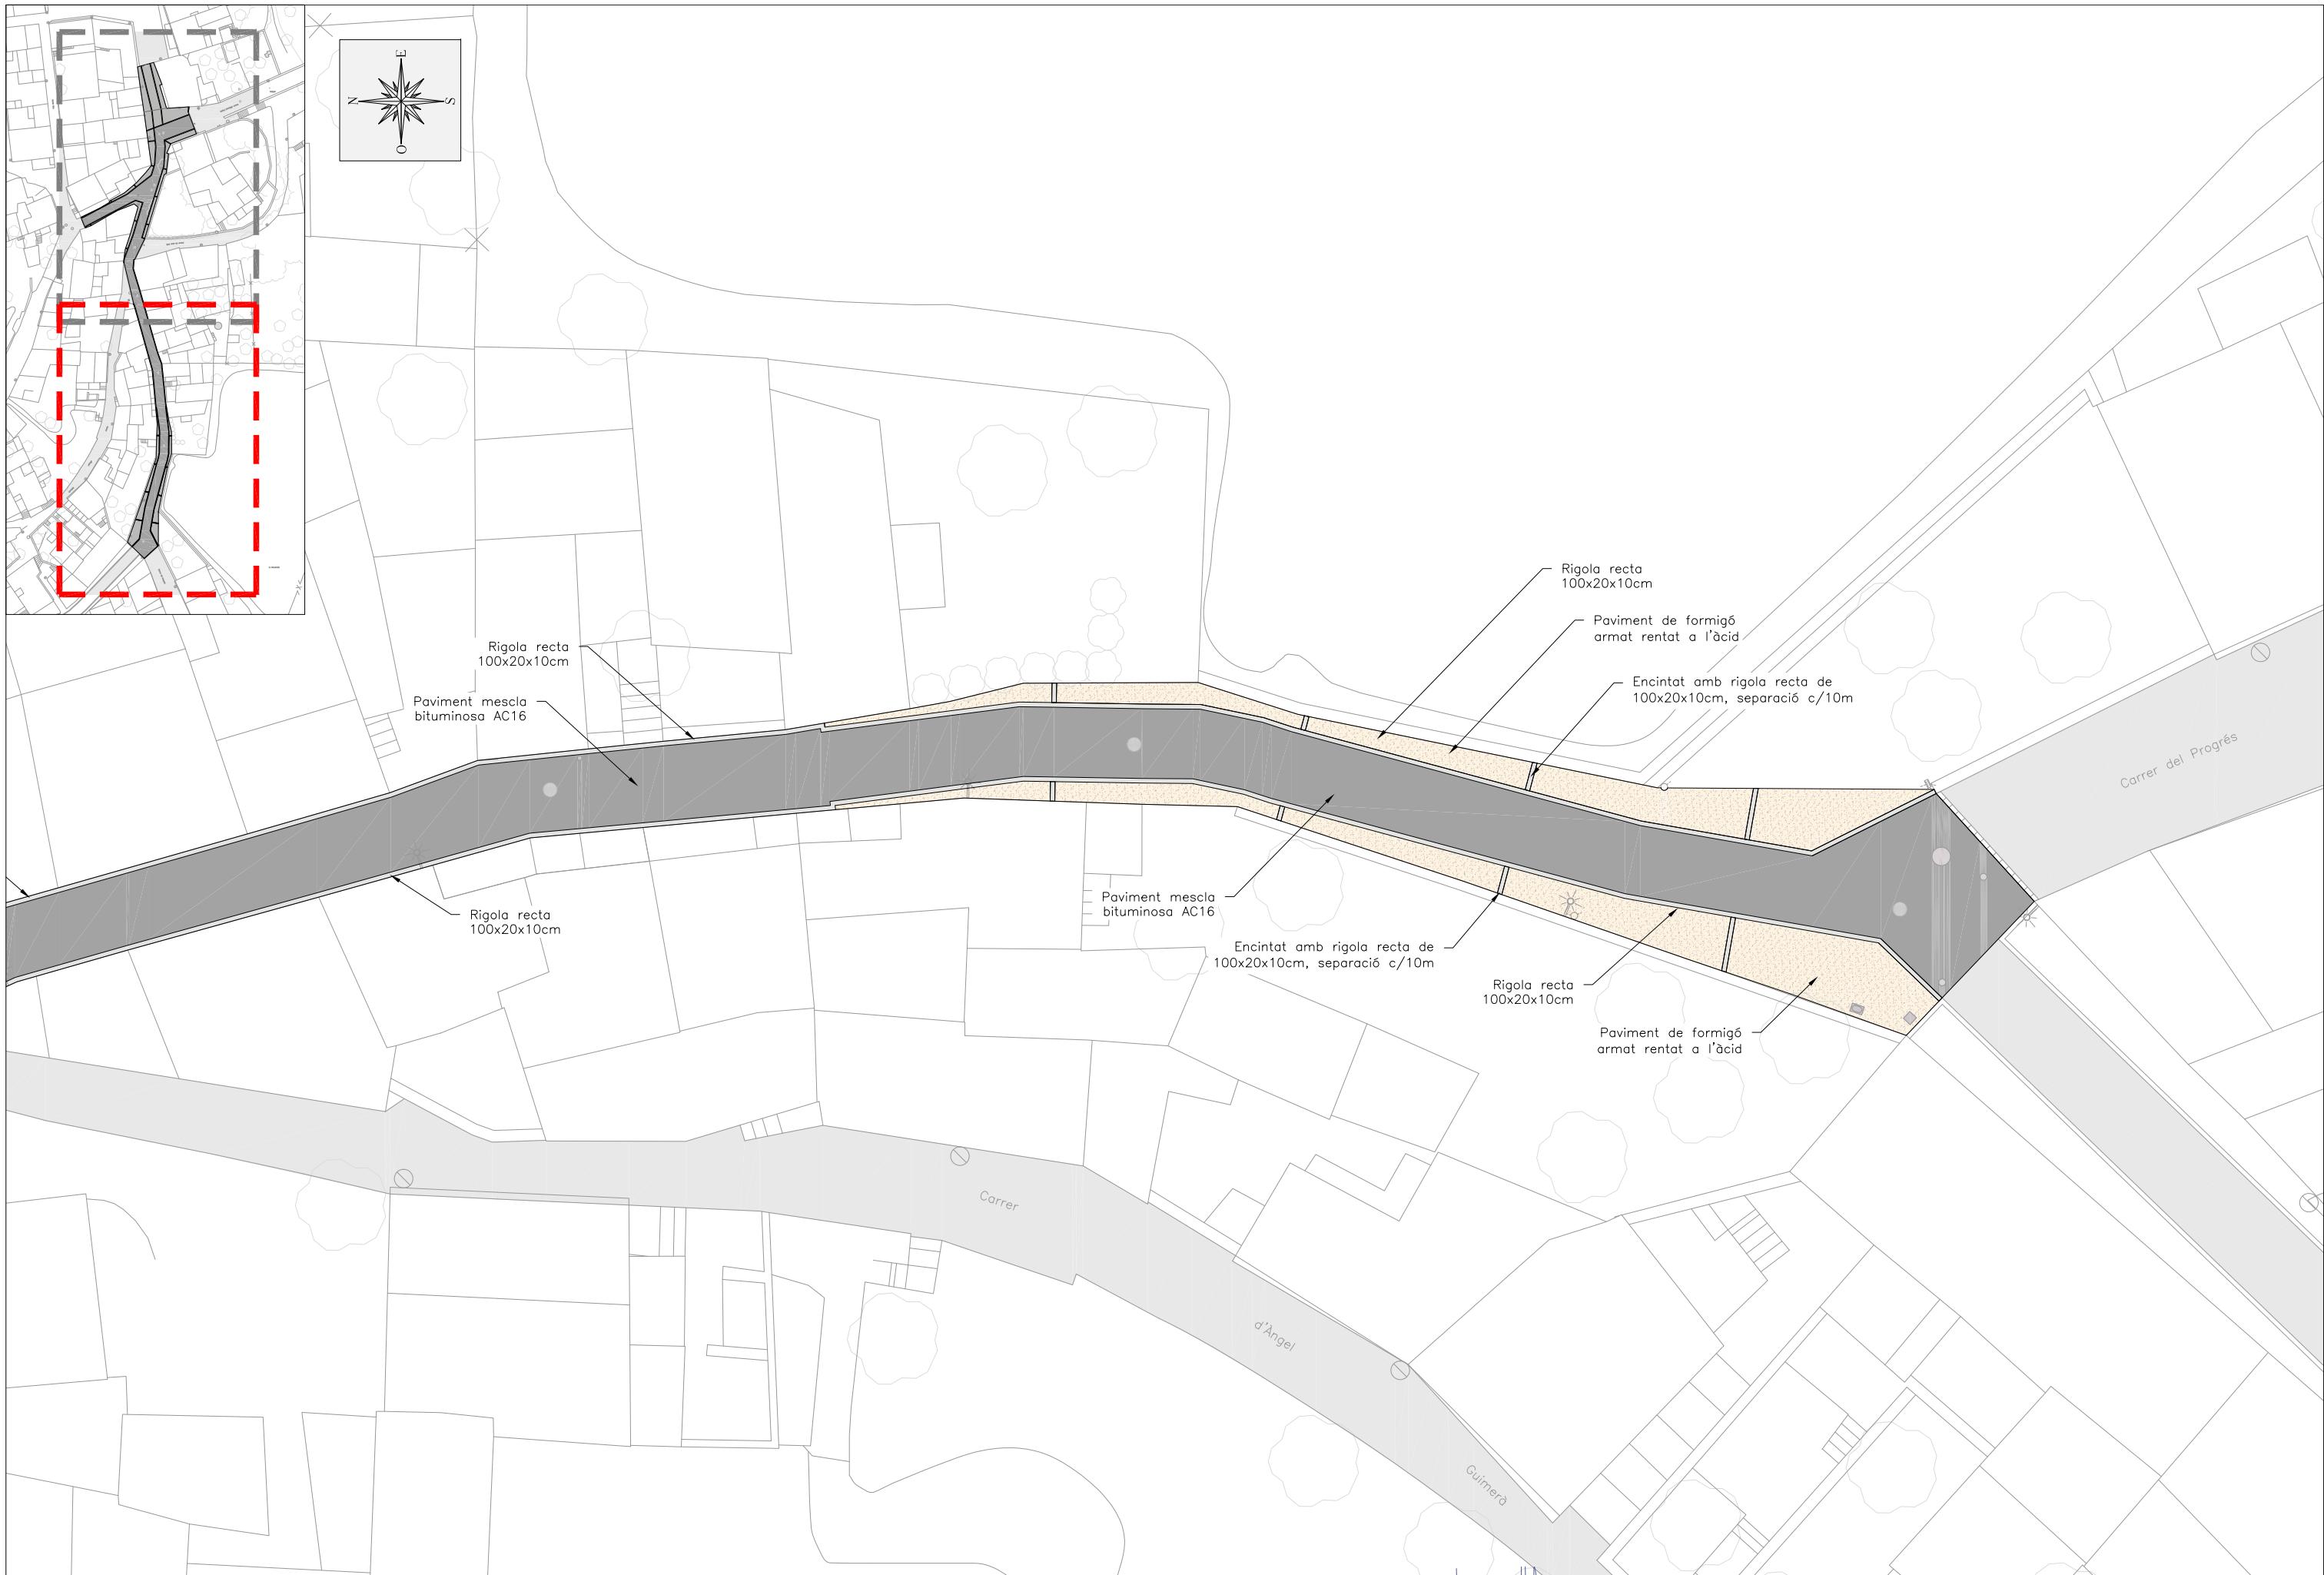 E
N
S
O
Rigola recta
100x20x10cm
Paviment de formigó
armat rentat a l'àcid
Encintat amb rigola recta de
100x20x10cm, separació c/10m
Rigola recta
100x20x10cm
Paviment mescla
bituminosa AC16
Carrer del Progrés
Rigola recta
100x20x10cm
Paviment mescla
bituminosa AC16
Encintat amb rigola recta de
100x20x10cm, separació c/10m
Rigola recta
100x20x10cm
Paviment de formigó
armat rentat a l'àcid
Carrer
d'Àngel
Guimerà